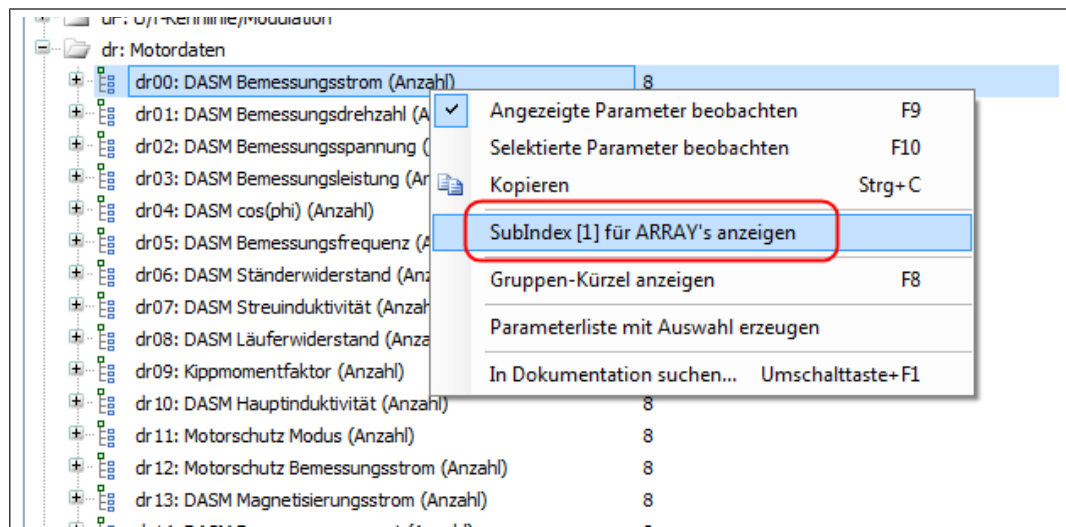 uF: U/f-Kennlinie/Modulation
dr: Motordaten
dr00: DASM Bemessungsstrom (Anzahl) 8
dr01: DASM Bemessungsdrehzahl (A
dr02: DASM Bemessungsspannung (
dr03: DASM Bemessungsleistung (An
dr04: DASM cos(phi) (Anzahl)
dr05: DASM Bemessungsfrequenz (A
dr06: DASM Ständerwiderstand (Anz
dr07: DASM Streuinduktivität (Anzah
dr08: DASM Läuferwiderstand (Anza
dr09: Kippmomentfaktor (Anzahl)
dr10: DASM Hauptinduktivität (Anzahl) 8
dr11: Motorschutz Modus (Anzahl) 8
dr12: Motorschutz Bemessungsstrom (Anzahl) 8
dr13: DASM Magnetisierungsstrom (Anzahl) 8
Angezeigte Parameter beobachten F9
Selektierte Parameter beobachten F10
Kopieren Strg+C
SubIndex [1] für ARRAY's anzeigen
Gruppen-Kürzel anzeigen F8
Parameterliste mit Auswahl erzeugen
In Dokumentation suchen... Umschalttaste+F1